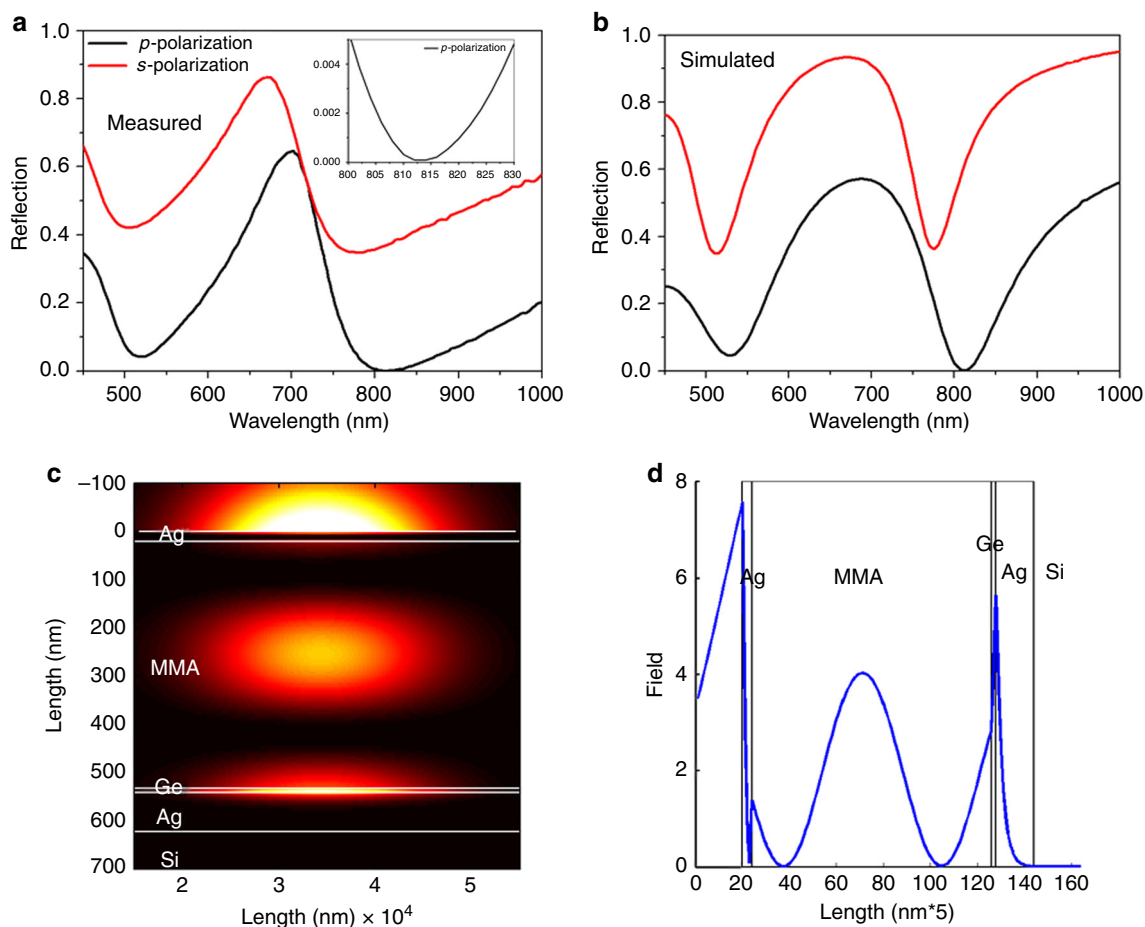 a
1.0
0.8
0.6
0.4
0.2
0.0
Reflection
p-polarization
s-polarization
Measured
500 600 700 800 900 1000
Wavelength (nm)
p-polarization
0.004
0.002
0.000
800 805 810 815 820 825 830
b
1.0
0.8
0.6
0.4
0.2
0.0
Reflection
Simulated
500 600 700 800 900 1000
Wavelength (nm)
c
–100
0
100
200
300
400
500
600
700
Length (nm)
Ag
MMA
Ge
Ag
Si
2 3 4 5
Length (nm) × 10⁴
d
8
6
4
2
0
Field
Ag
MMA
Ge
Ag
Si
0 20 40 60 80 100 120 140 160
Length (nm*5)